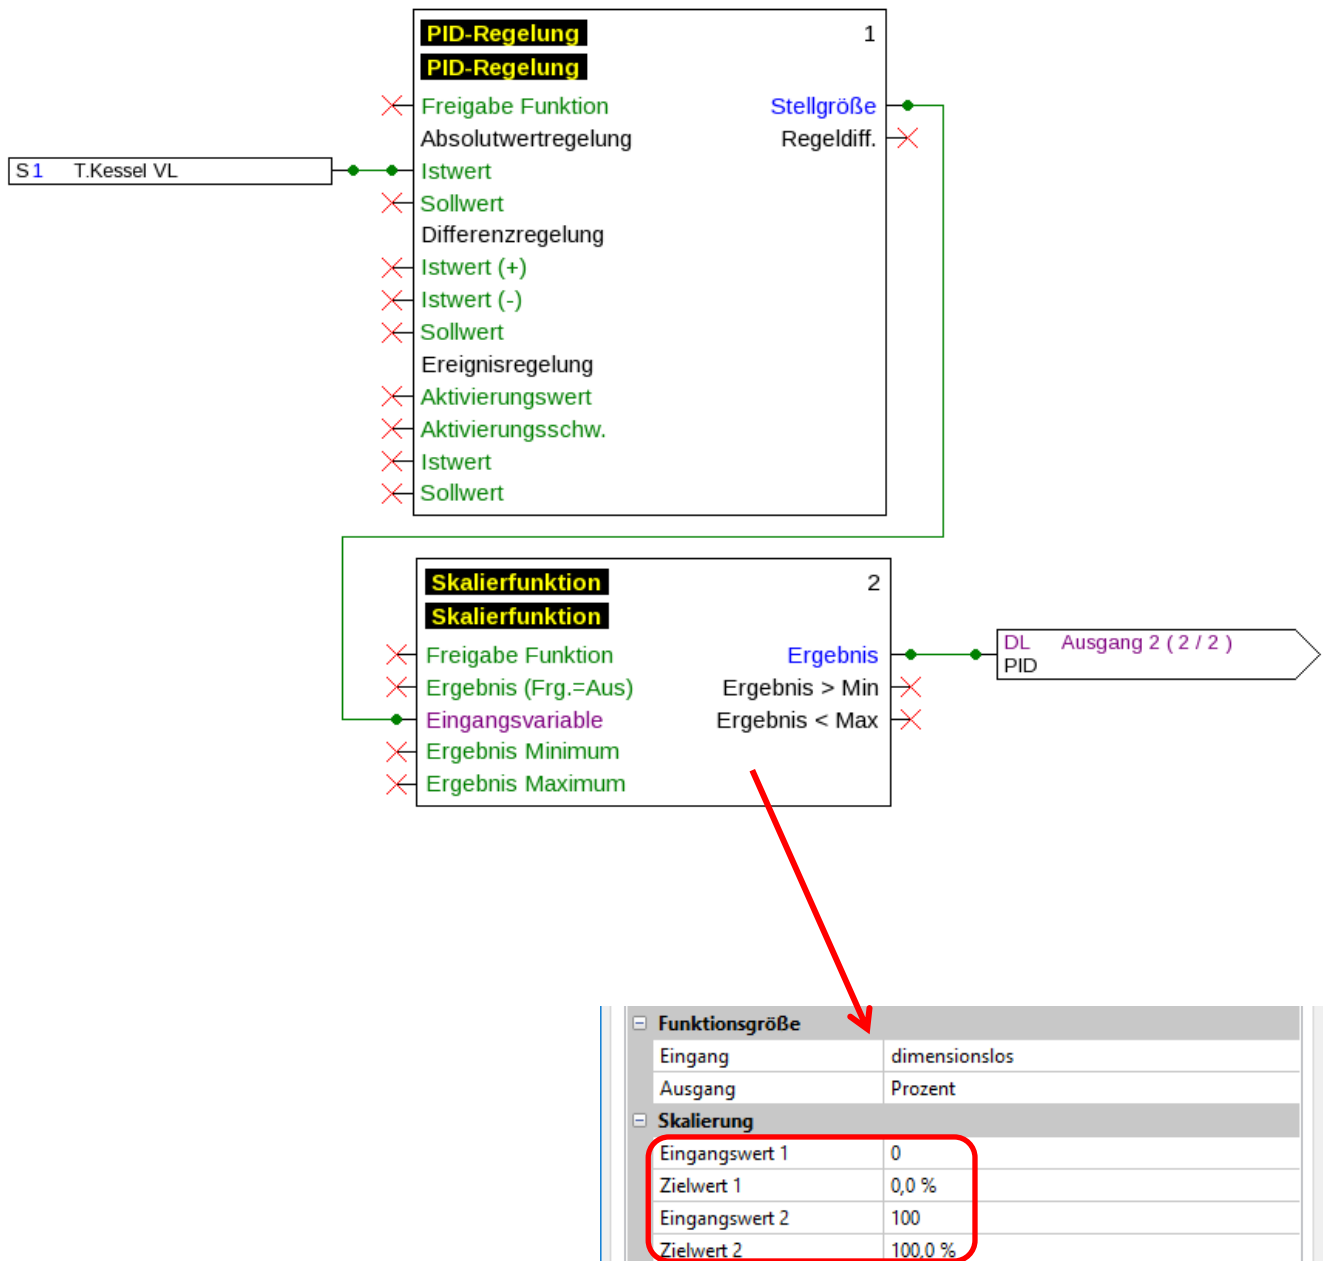 PID-Regelung 1
PID-Regelung
Freigabe Funktion Stellgröße
Absolutwertregelung Regeldiff.
S1 T.Kessel VL
Istwert
Sollwert
Differenzregelung
Istwert (+)
Istwert (-)
Sollwert
Ereignisregelung
Aktivierungswert
Aktivierungsschw.
Istwert
Sollwert
Skalierfunktion 2
Skalierfunktion
Freigabe Funktion Ergebnis
Ergebnis (Frg.=Aus) Ergebnis > Min
Eingangsvariable Ergebnis < Max
Ergebnis Minimum
Ergebnis Maximum
DL Ausgang 2 ( 2 / 2 )
PID
Funktionsgröße
Eingang dimensionslos
Ausgang Prozent
Skalierung
Eingangswert 1 0
Zielwert 1 0,0 %
Eingangswert 2 100
Zielwert 2 100,0 %